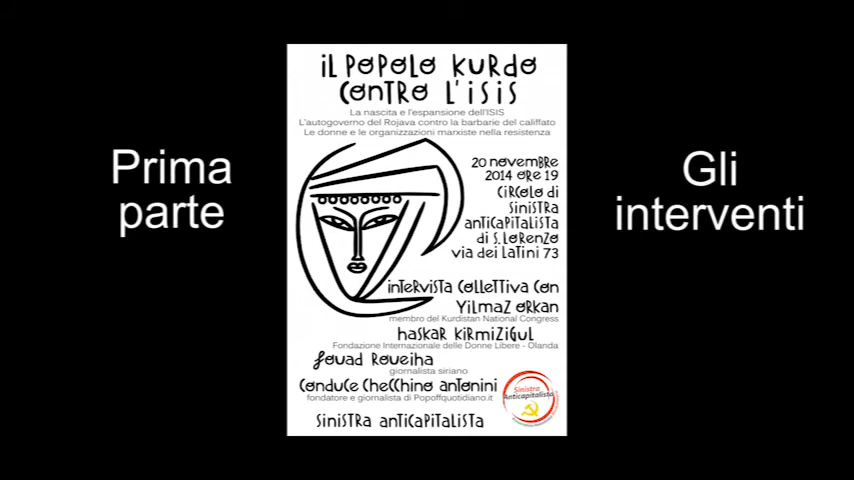 Prima
parte
il popolo kurdo
contro l'isis
La nascita e l'espansione dell'ISIS
L'autogoverno del Rojava contro la barbarie del califfato
Le donne e le organizzazioni marxiste nella resistenza
20 novembre
2014 ore 19
circolo di
sinistra
anticapitalista
di s.lorenzo
via dei latini 73
intervista collettiva con
Yilmaz orkan
membro del Kurdistan National Congress
haskar kirmizigul
Fondazione Internazionale delle Donne Libere - Olanda
fouad roueiha
giornalista siriano
conduce checchino antonini
fondatore e giornalista di Popoffquotidiano.it
sinistra anticapitalista
Sinistra
Anticapitalista
Gli
interventi